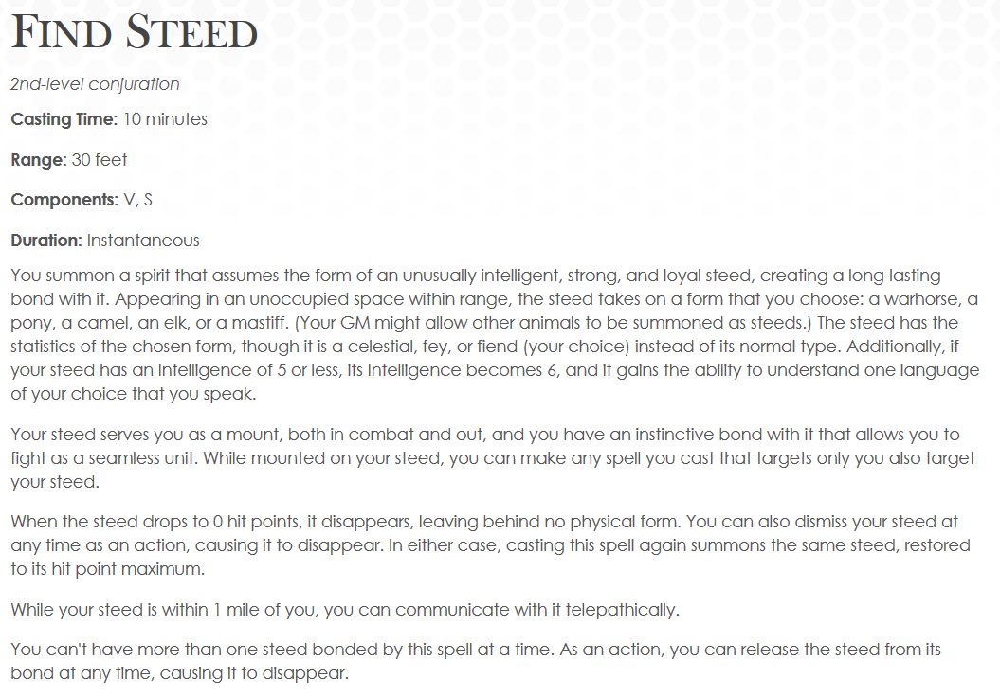 FIND STEED
2nd-level conjuration
Casting Time: 10 minutes
Range: 30 feet
Components: V, S
Duration: Instantaneous
You summon a spirit that assumes the form of an unusually intelligent, strong, and loyal steed, creating a long-lasting
bond with it. Appearing in an unoccupied space within range, the steed takes on a form that you choose: a warhorse, a
pony, a camel, an elk, or a mastiff. (Your GM might allow other animals to be summoned as steeds.) The steed has the
statistics of the chosen form, though it is a celestial, fey, or fiend (your choice) instead of its normal type. Additionally, if
your steed has an Intelligence of 5 or less, its Intelligence becomes 6, and it gains the ability to understand one language
of your choice that you speak.
Your steed serves you as a mount, both in combat and out, and you have an instinctive bond with it that allows you to
fight as a seamless unit. While mounted on your steed, you can make any spell you cast that targets only you also target
your steed.
When the steed drops to 0 hit points, it disappears, leaving behind no physical form. You can also dismiss your steed at
any time as an action, causing it to disappear. In either case, casting this spell again summons the same steed, restored
to its hit point maximum.
While your steed is within 1 mile of you, you can communicate with it telepathically.
You can't have more than one steed bonded by this spell at a time. As an action, you can release the steed from its
bond at any time, causing it to disappear.